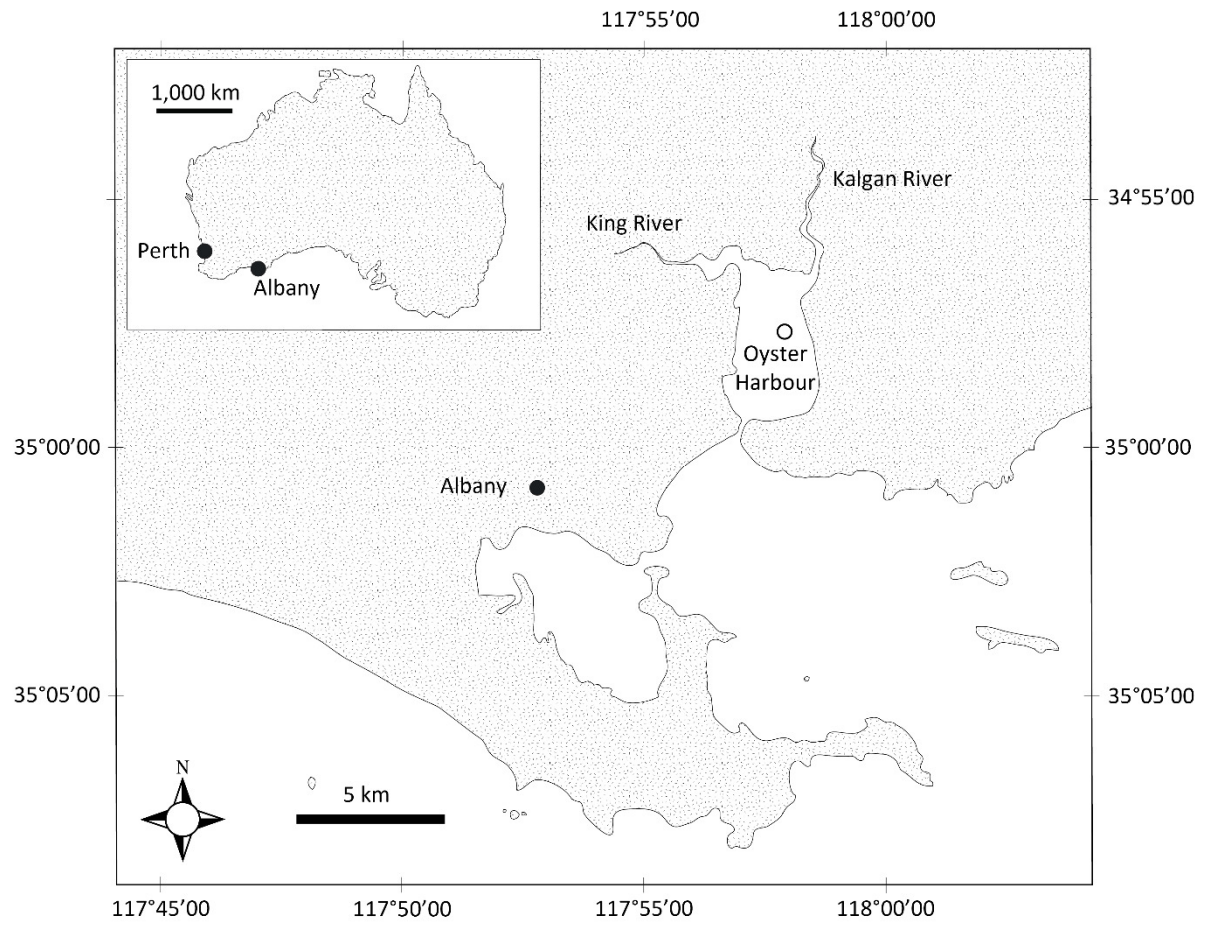 117°55’00 118°00’00
1,000 km
Perth
Albany
Kalgan River
34°55’00
King River
Oyster
Harbour
35°00’00 35°00’00
Albany
35°05’00 35°05’00
N
5 km
117°45’00 117°50’00 117°55’00 118°00’00